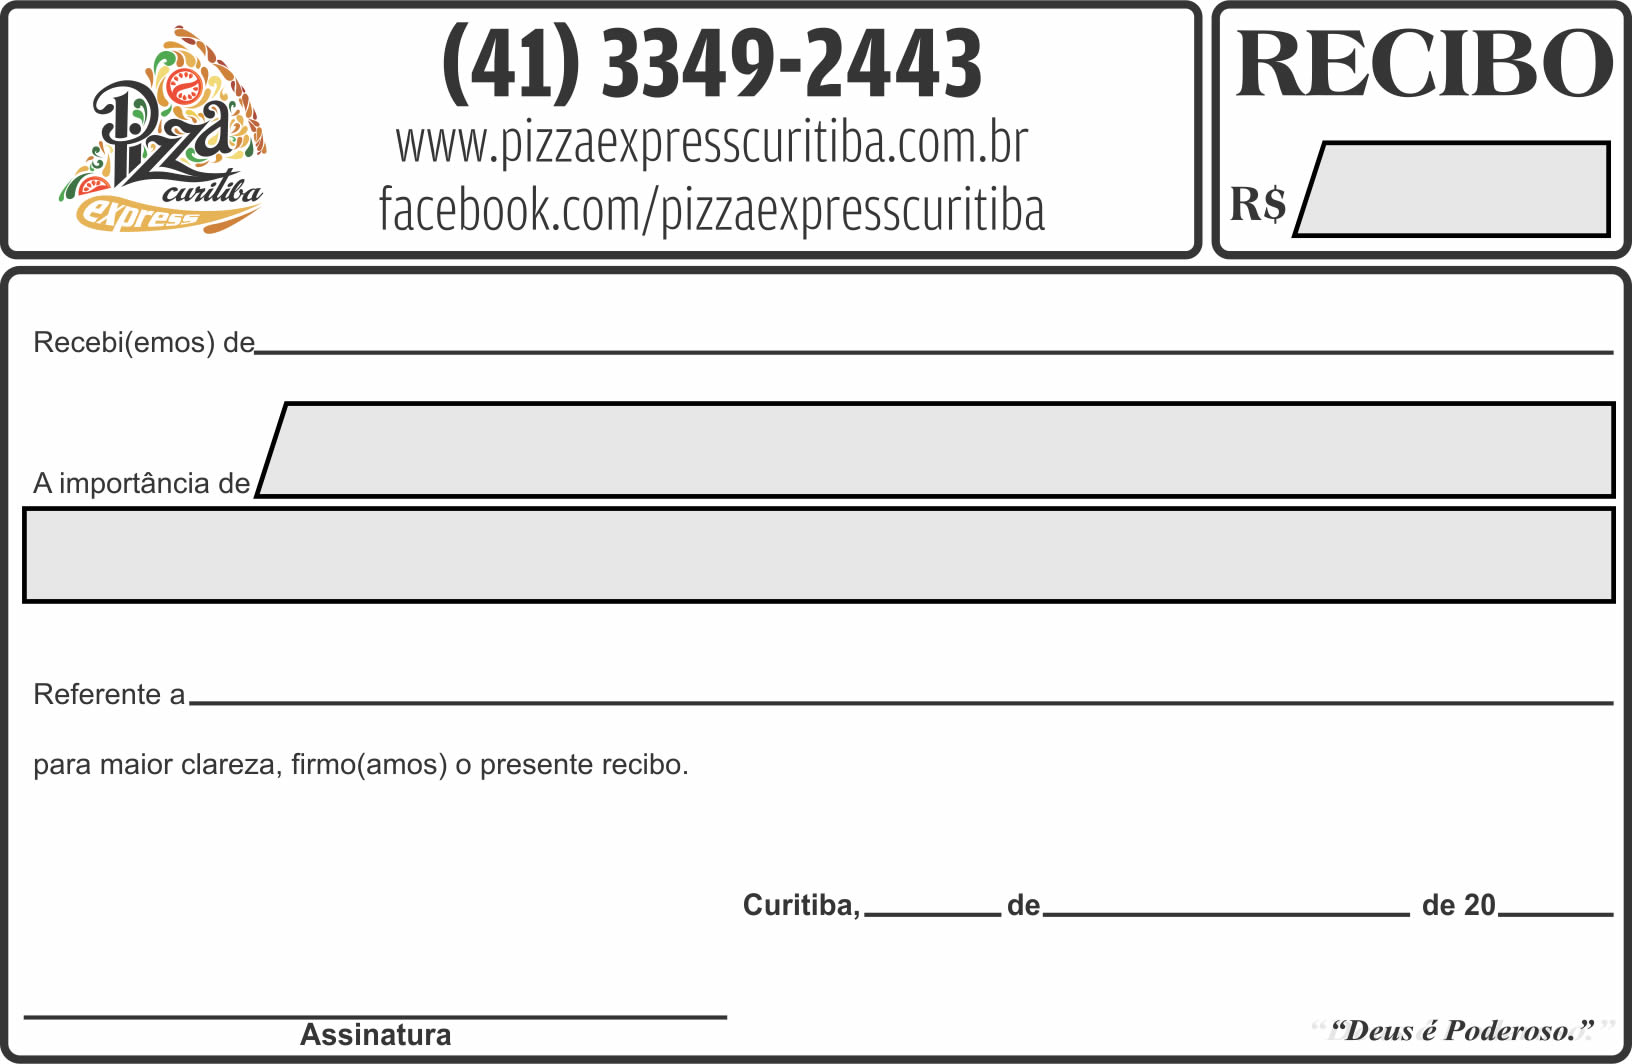 Pizza
curitiba
express
(41) 3349-2443
www.pizzaexpresscuritiba.com.br
facebook.com/pizzaexpresscuritiba
RECIBO
R$
Recebi(emos) de
A importância de
Referente a
para maior clareza, firmo(amos) o presente recibo.
Curitiba, de de 20
Assinatura
“Deus é Poderoso.”